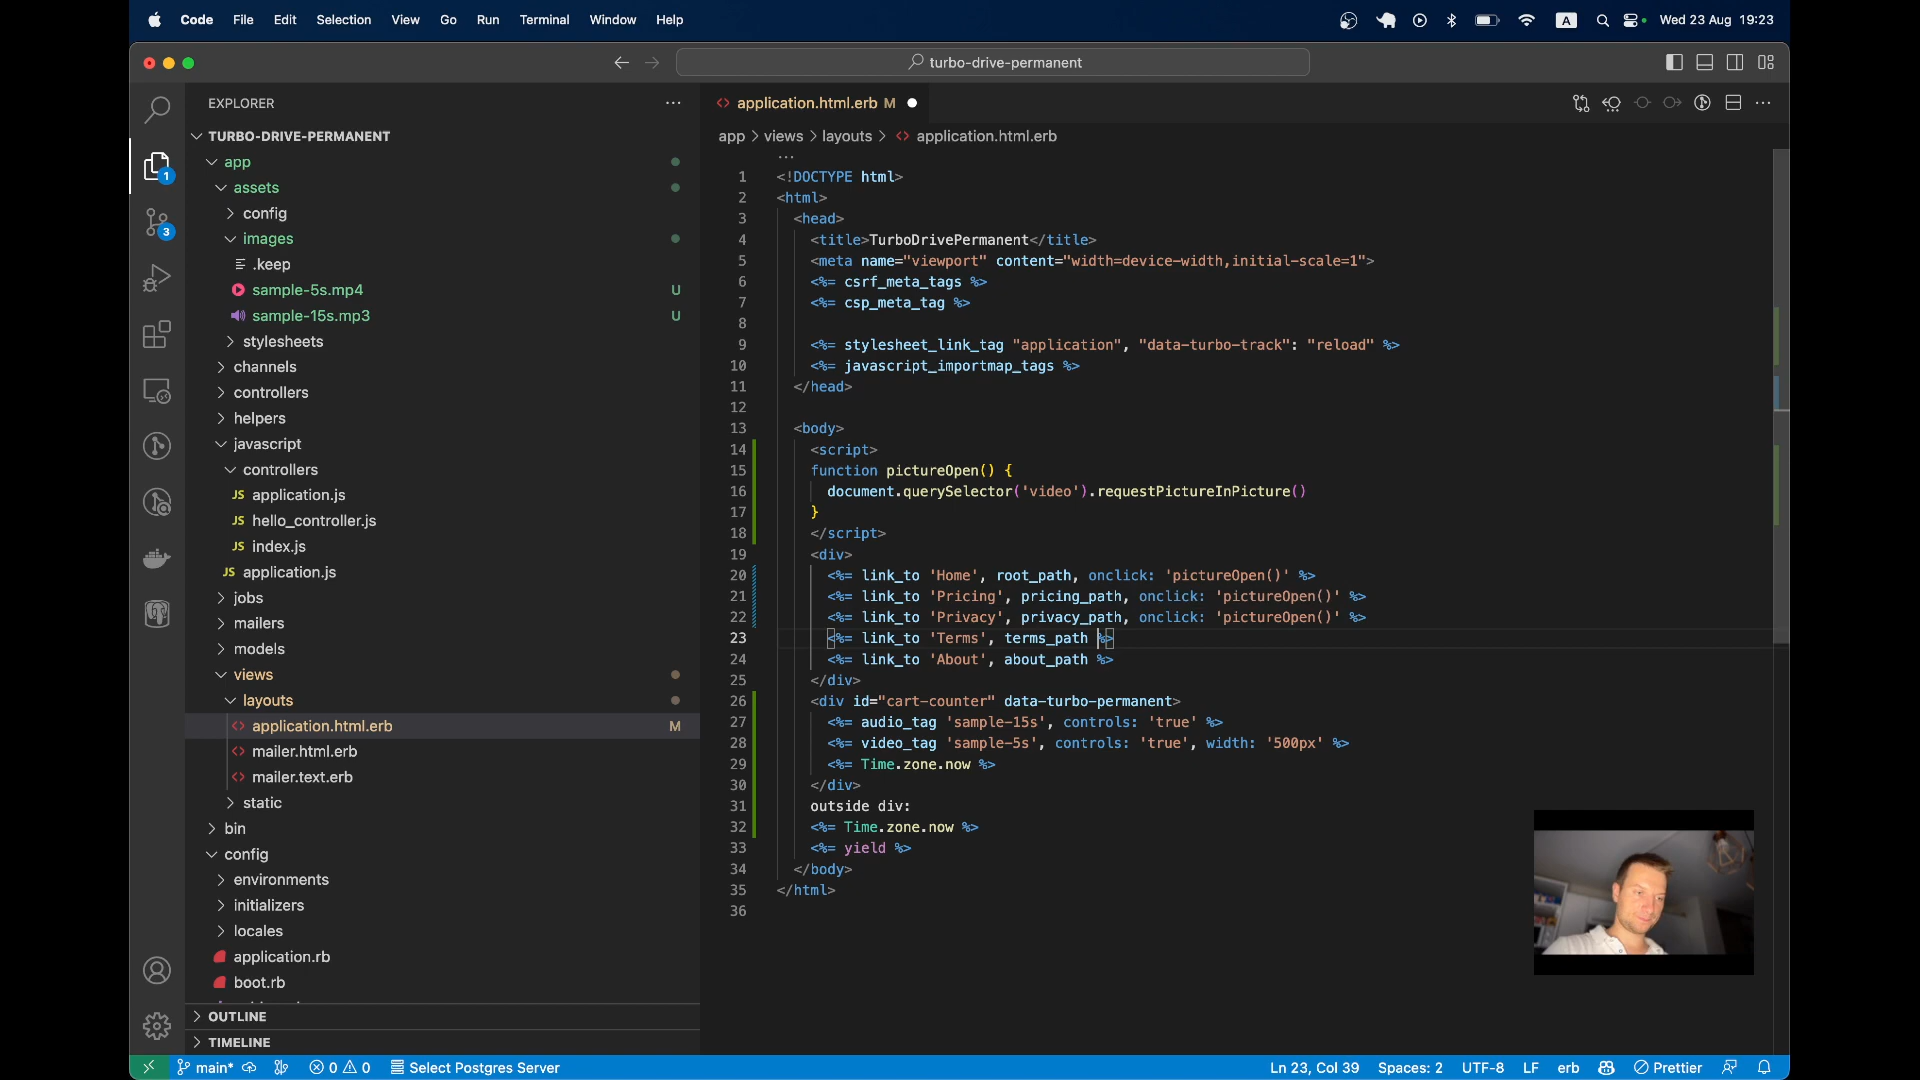 Code File Edit Selection View Go Run Terminal Window Help
A Wed 23 Aug 19:23
turbo-drive-permanent
EXPLORER
TURBO-DRIVE-PERMANENT
app
assets
config
images
.keep
sample-5s.mp4 U
sample-15s.mp3 U
stylesheets
channels
controllers
helpers
javascript
controllers
JS application.js
JS hello_controller.js
JS index.js
JS application.js
jobs
mailers
models
views
layouts
application.html.erb M
mailer.html.erb
mailer.text.erb
static
bin
config
environments
initializers
locales
application.rb
boot.rb
OUTLINE
TIMELINE
1
3
application.html.erb M
app > views > layouts > application.html.erb
...
1 <!DOCTYPE html>
2 <html>
3 <head>
4 <title>TurboDrivePermanent</title>
5 <meta name="viewport" content="width=device-width,initial-scale=1">
6 <%= csrf_meta_tags %>
7 <%= csp_meta_tag %>
8
9 <%= stylesheet_link_tag "application", "data-turbo-track": "reload" %>
10 <%= javascript_importmap_tags %>
11 </head>
12
13 <body>
14 <script>
15 function pictureOpen() {
16 document.querySelector('video').requestPictureInPicture()
17 }
18 </script>
19 <div>
20 <%= link_to 'Home', root_path, onclick: 'pictureOpen()' %>
21 <%= link_to 'Pricing', pricing_path, onclick: 'pictureOpen()' %>
22 <%= link_to 'Privacy', privacy_path, onclick: 'pictureOpen()' %>
23 <%= link_to 'Terms', terms_path %>
24 <%= link_to 'About', about_path %>
25 </div>
26 <div id="cart-counter" data-turbo-permanent>
27 <%= audio_tag 'sample-15s', controls: 'true' %>
28 <%= video_tag 'sample-5s', controls: 'true', width: '500px' %>
29 <%= Time.zone.now %>
30 </div>
31 outside div:
32 <%= Time.zone.now %>
33 <%= yield %>
34 </body>
35 </html>
36
main* 0 0 Select Postgres Server
Ln 23, Col 39 Spaces: 2 UTF-8 LF erb Prettier